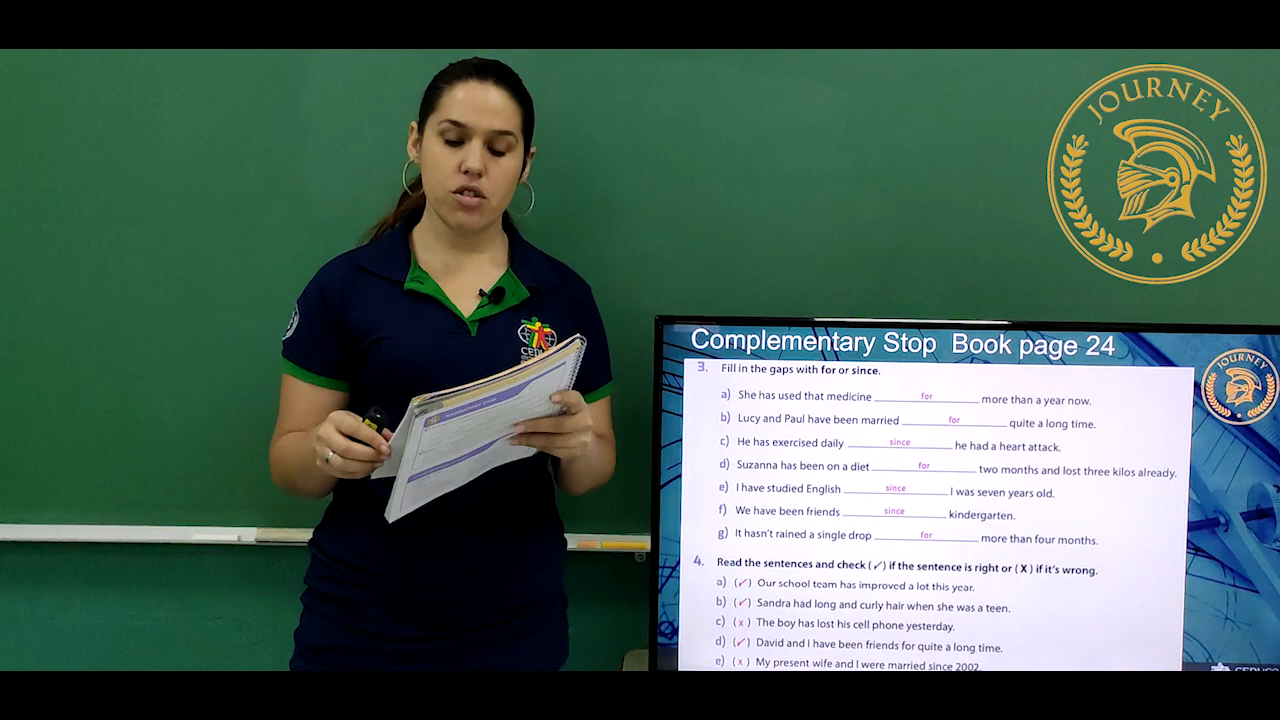 JOURNEY
Complementary Stop Book page 24
JOURNEY
3. Fill in the gaps with for or since.
a) She has used that medicine ____for____ more than a year now.
b) Lucy and Paul have been married ____for____ quite a long time.
c) He has exercised daily ____since____ he had a heart attack.
d) Suzanna has been on a diet ____for____ two months and lost three kilos already.
e) I have studied English ____since____ I was seven years old.
f) We have been friends ____since____ kindergarten.
g) It hasn't rained a single drop ____for____ more than four months.
4. Read the sentences and check (✓) if the sentence is right or (X) if it's wrong.
a) (✓) Our school team has improved a lot this year.
b) (✓) Sandra had long and curly hair when she was a teen.
c) (x) The boy has lost his cell phone yesterday.
d) (✓) David and I have been friends for quite a long time.
e) (x) My present wife and I were married since 2002.